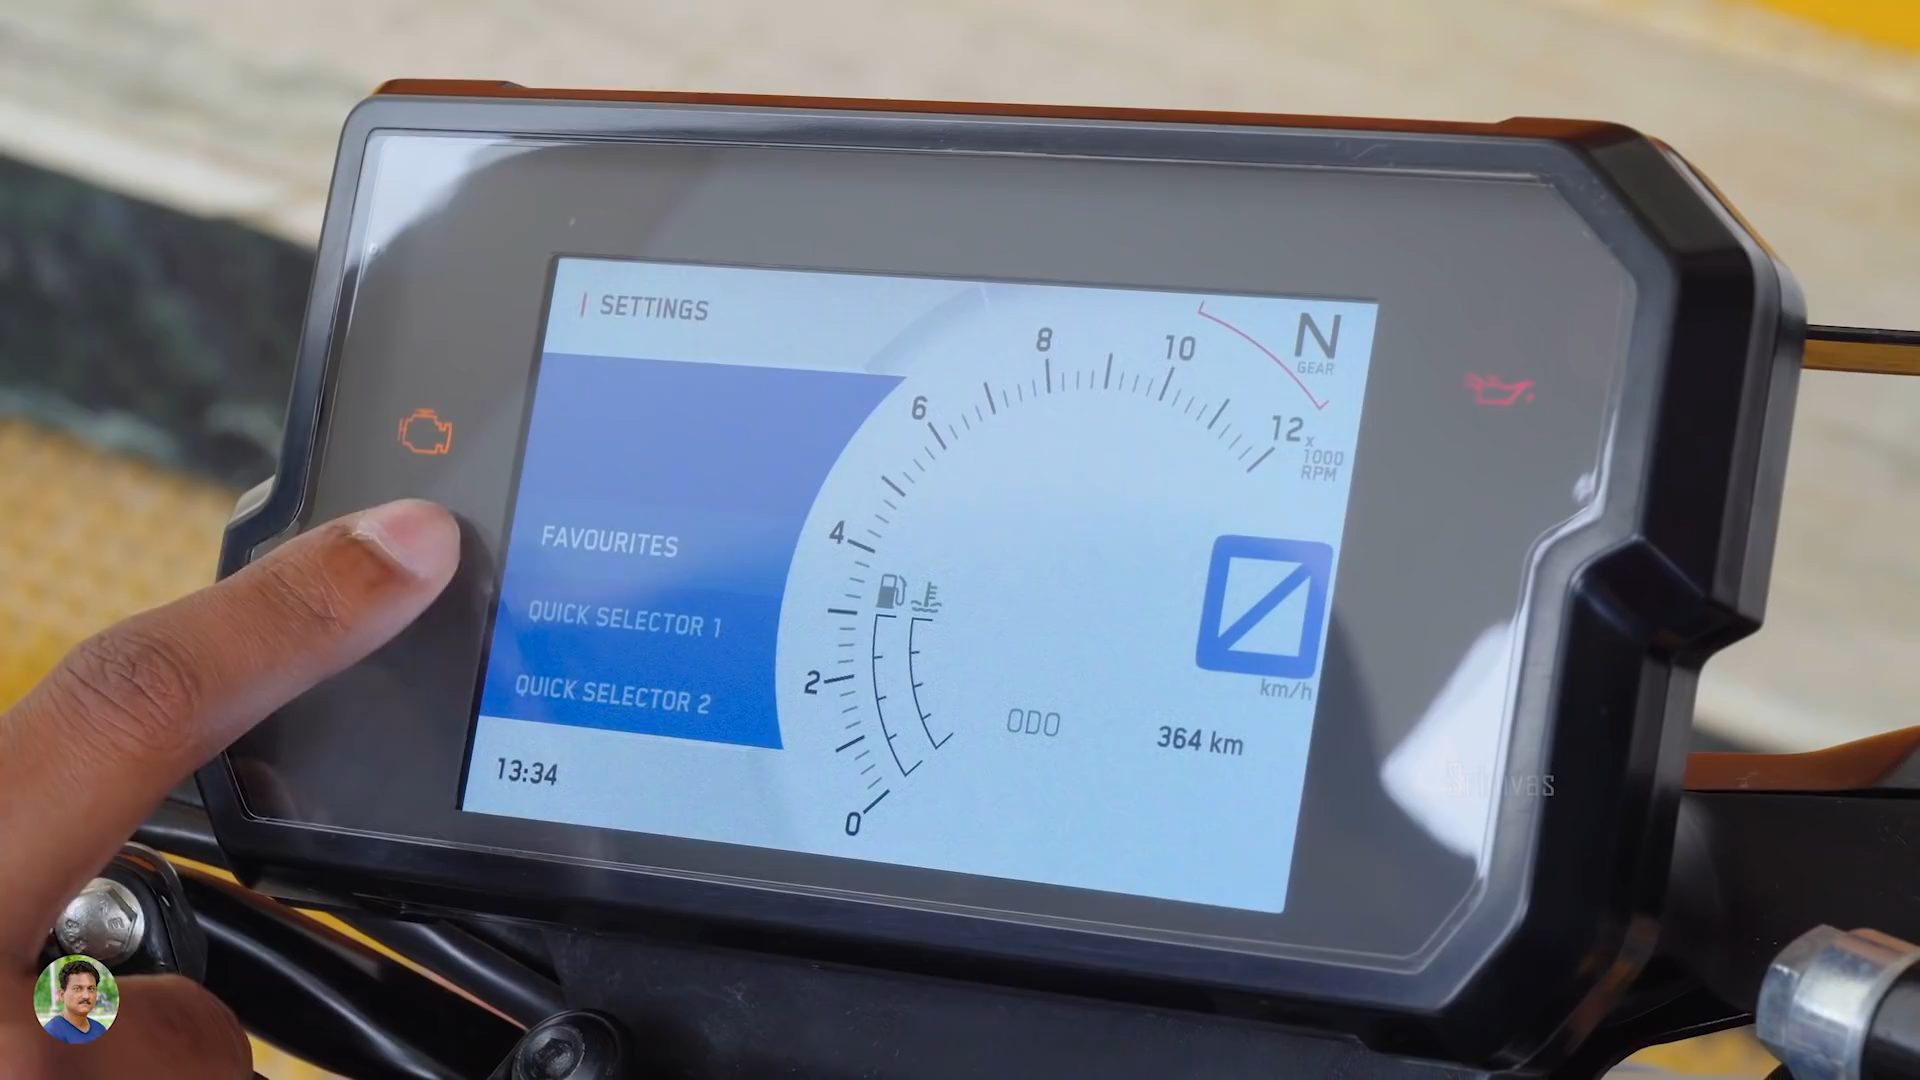 SETTINGS
N
GEAR
8
10
6
12
x
1000
RPM
4
FAVOURITES
QUICK SELECTOR 1
2
QUICK SELECTOR 2
km/h
ODO
364 km
13:34
0
Srinivas